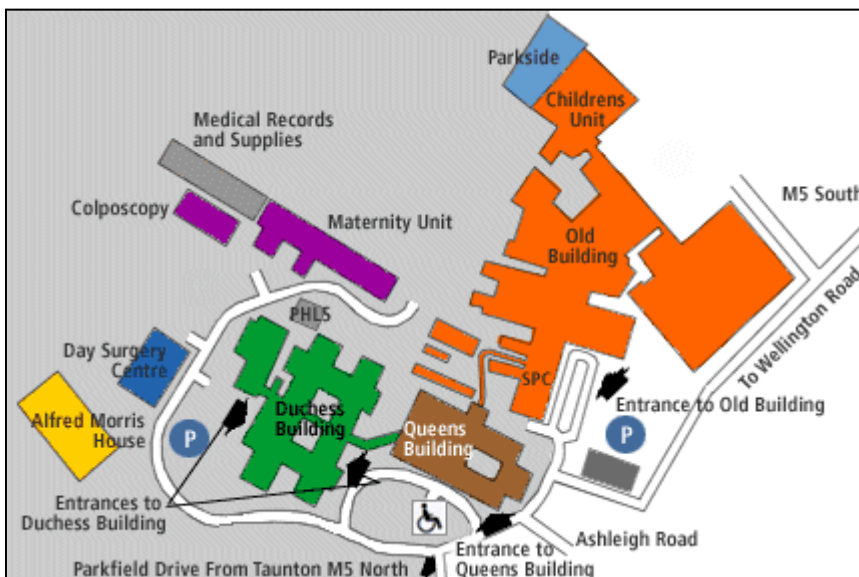 Parkside
Childrens
Unit
Medical Records
and Supplies
M5 South
Colposcopy
Maternity Unit
Old
Building
PHLS
To Wellington Road
Day Surgery
Centre
SPC
Alfred Morris
House
Duchess
Building
Entrance to Old Building
Queens
Building
P
P
Entrances to
Duchess Building
Ashleigh Road
Entrance to
Queens Building
Parkfield Drive From Taunton M5 North